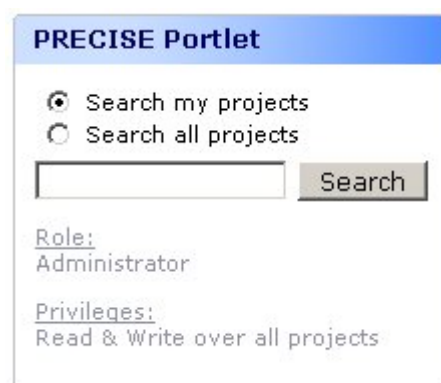 PRECISE Portlet
Search my projects
Search all projects
Search
Role:
Administrator
Privileges:
Read & Write over all projects